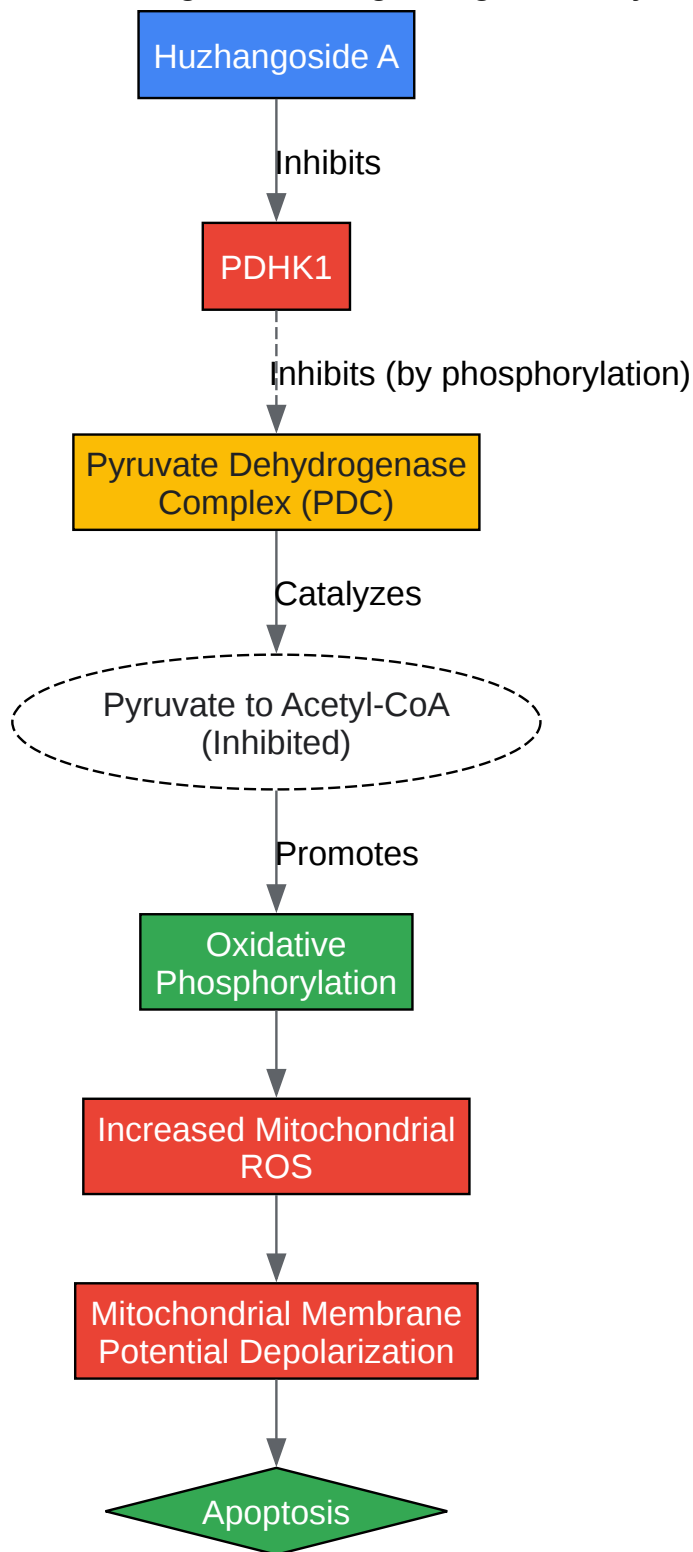 Huzhangoside A
Inhibits
PDHK1
Inhibits (by phosphorylation)
Pyruvate Dehydrogenase
Complex (PDC)
Catalyzes
Pyruvate to Acetyl-CoA
(Inhibited)
Promotes
Oxidative
Phosphorylation
Increased Mitochondrial
ROS
Mitochondrial Membrane
Potential Depolarization
Apoptosis